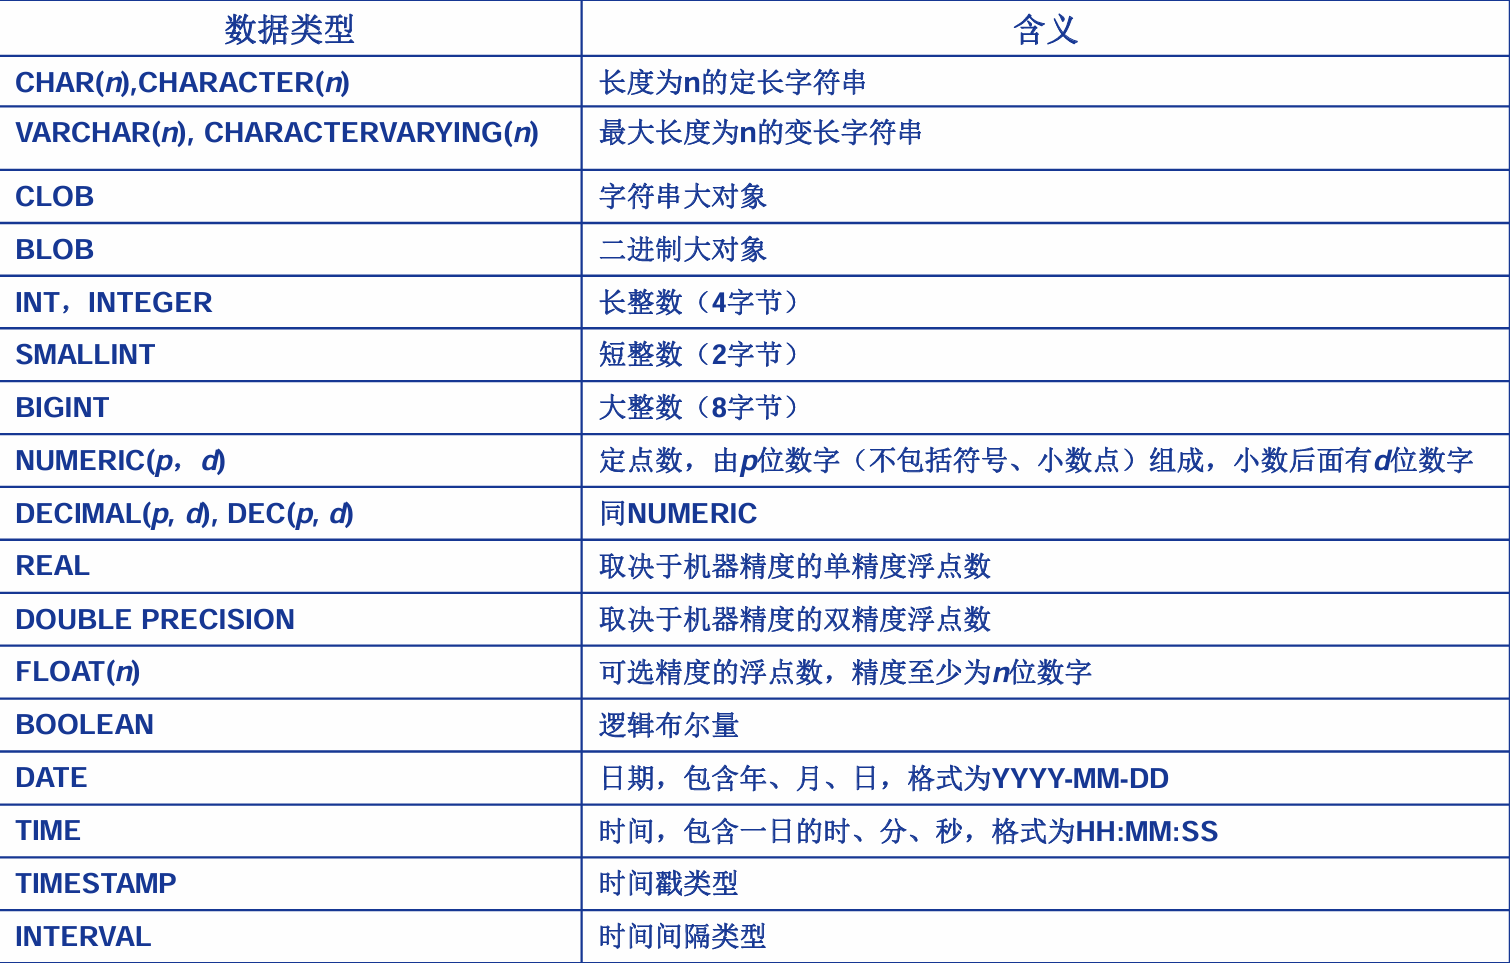 数据类型 含义
CHAR(n),CHARACTER(n) 长度为n的定长字符串
VARCHAR(n), CHARACTERVARYING(n) 最大长度为n的变长字符串
CLOB 字符串大对象
BLOB 二进制大对象
INT，INTEGER 长整数（4字节）
SMALLINT 短整数（2字节）
BIGINT 大整数（8字节）
NUMERIC(p，d) 定点数，由p位数字（不包括符号、小数点）组成，小数后面有d位数字
DECIMAL(p, d), DEC(p, d) 同NUMERIC
REAL 取决于机器精度的单精度浮点数
DOUBLE PRECISION 取决于机器精度的双精度浮点数
FLOAT(n) 可选精度的浮点数，精度至少为n位数字
BOOLEAN 逻辑布尔量
DATE 日期，包含年、月、日，格式为YYYY-MM-DD
TIME 时间，包含一日的时、分、秒，格式为HH:MM:SS
TIMESTAMP 时间戳类型
INTERVAL 时间间隔类型